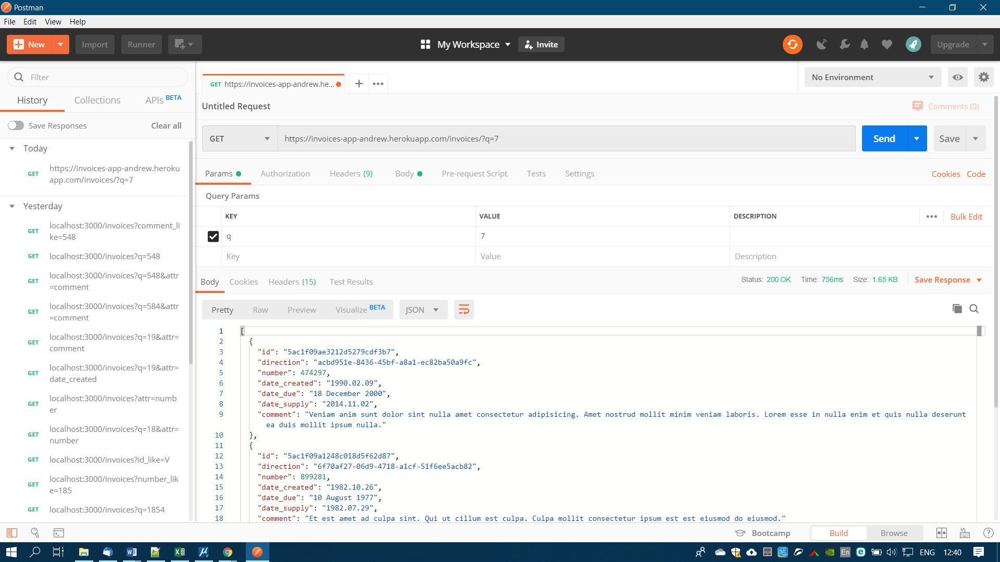 Postman
File Edit View Help
New Import Runner My Workspace Invite Upgrade
Filter
History Collections APIs BETA
Save Responses Clear all
Today
GET https://invoices-app-andrew.heroku
app.com/invoices/?q=7
Yesterday
GET localhost:3000/invoices?comment_li
ke=548
GET localhost:3000/invoices?q=548
GET localhost:3000/invoices?q=548&attr
=comment
GET localhost:3000/invoices?q=584&attr
=comment
GET localhost:3000/invoices?q=19&attr=
comment
GET localhost:3000/invoices?q=19&attr=
date_created
GET localhost:3000/invoices?attr=numb
er
GET localhost:3000/invoices?q=18&attr=
number
GET localhost:3000/invoices?id_like=V
GET localhost:3000/invoices?number_lik
e=185
GET localhost:3000/invoices?q=1854
GET https://invoices-app-andrew.he...
No Environment
Untitled Request Comments (0)
GET https://invoices-app-andrew.herokuapp.com/invoices/?q=7 Send Save
Params Authorization Headers (9) Body Pre-request Script Tests Settings Cookies Code
Query Params
KEY VALUE DESCRIPTION Bulk Edit
q 7
Key Value Description
Body Cookies Headers (15) Test Results Status: 200 OK Time: 756ms Size: 1.65 KB Save Response
Pretty Raw Preview Visualize BETA JSON
1 [
2 {
3 "id": "5ac1f09ae3212d5279cdf3b7",
4 "direction": "acbd951e-8436-45bf-a8a1-ec82ba50a9fc",
5 "number": 474297,
6 "date_created": "1990.02.09",
7 "date_due": "18 December 2000",
8 "date_supply": "2014.11.02",
9 "comment": "Veniam anim sunt dolor sint nulla amet consectetur adipisicing. Amet nostrud mollit minim veniam laboris. Lorem esse in nulla enim et quis nulla deserunt
ea duis mollit ipsum nulla."
10 },
11 {
12 "id": "5ac1f09a1248c018d5f62d87",
13 "direction": "6f70af27-06d9-4718-a1cf-51f6ee5acb82",
14 "number": 899281,
15 "date_created": "1982.10.26",
16 "date_due": "10 August 1977",
17 "date_supply": "1982.07.29",
18 "comment": "Et est amet ad culpa sint. Qui ut cillum est culpa. Culpa mollit consectetur ipsum est est eiusmod do eiusmod."
Bootcamp Build Browse
En ENG 12:40